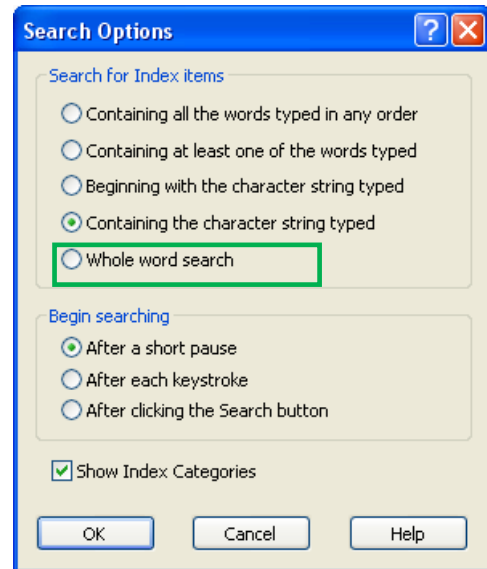 Search Options
Search for Index items
Containing all the words typed in any order
Containing at least one of the words typed
Beginning with the character string typed
Containing the character string typed
Whole word search
Begin searching
After a short pause
After each keystroke
After clicking the Search button
Show Index Categories
OK Cancel Help